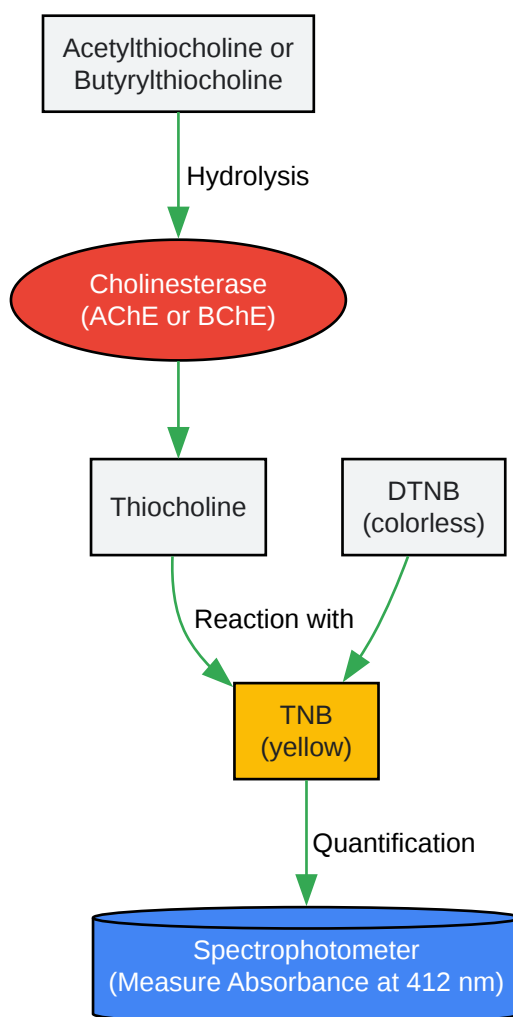 Acetylthiocholine or
Butyrylthiocholine
Hydrolysis
Cholinesterase
(AChE or BChE)
Thiocholine
DTNB
(colorless)
Reaction with
TNB
(yellow)
Quantification
Spectrophotometer
(Measure Absorbance at 412 nm)